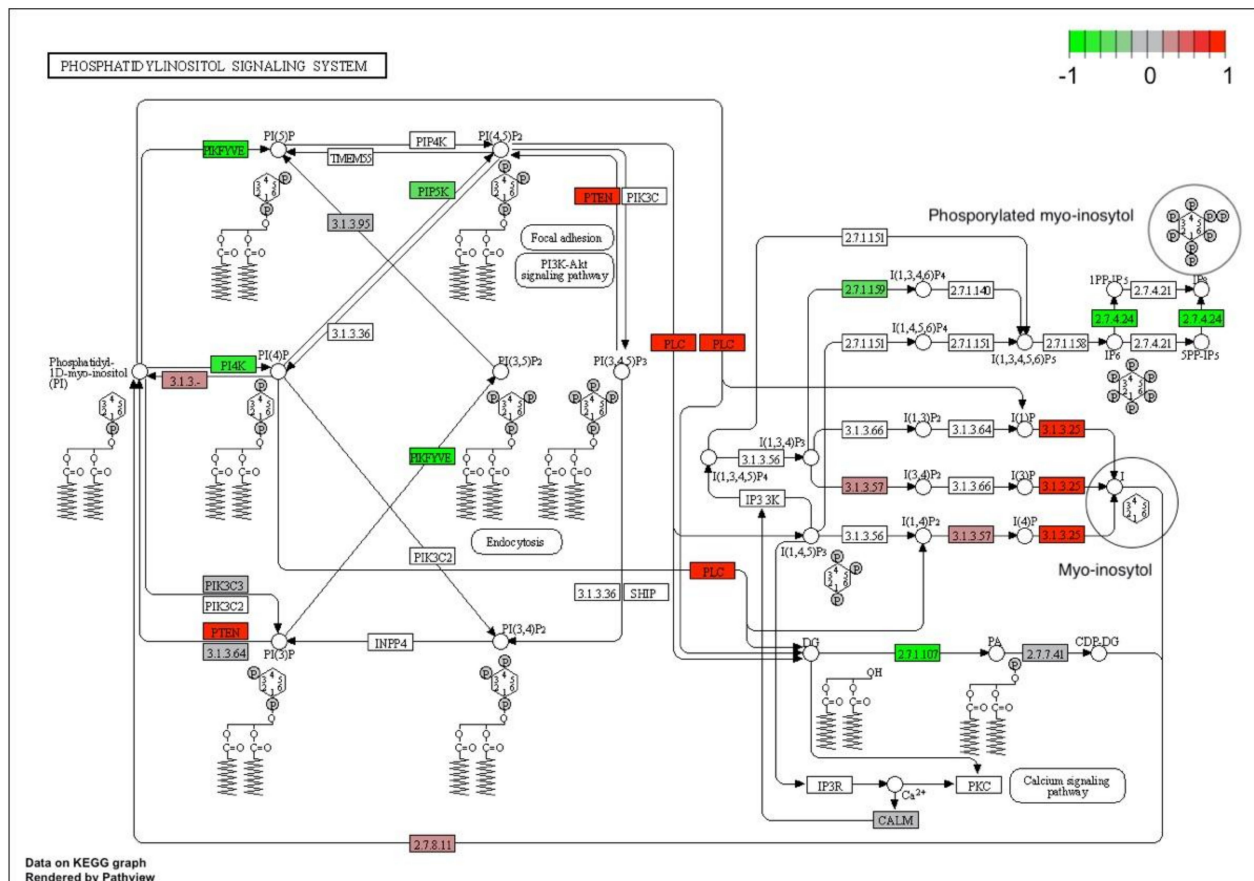 PHOSPHATIDYLINOSITOL SIGNALING SYSTEM
-1 0 1
PI(5)P
PIP4K
PI(4,5)P2
PIKFYVE
TMEM55
PIP5K
PTEN
PIK3C
3.1.3.95
Focal adhesion
PI3K-Akt
signaling pathway
3.1.3.36
Phosphatidyl-
1D-myo-inositol
(PI)
PI4K
PI(4)P
3.1.3.-
PI(3,5)P2
PI(3,4,5)P3
PLC
PLC
PIKFYVE
Endocytosis
PIK3C2
PLC
PIK3C3
PIK3C2
PTEN
3.1.3.64
PI(3)P
INPP4
PI(3,4)P2
3.1.3.36
SHIP
Phosporylated myo-inosytol
2.7.1.151
I(1,3,4,6)P4
2.7.1.159
2.7.1.140
1PP-IP5
2.7.4.21
IP8
2.7.4.24
2.7.4.24
I(1,4,5,6)P4
2.7.1.151
2.7.1.151
I(1,3,4,5,6)P5
2.7.1.158
IP6
2.7.4.21
5PP-IP5
I(1,3)P2
I(1)P
3.1.3.66
3.1.3.64
3.1.3.25
I(1,3,4)P3
3.1.3.56
I(1,3,4,5)P4
I(3,4)P2
I(3)P
I
3.1.3.57
3.1.3.66
3.1.3.25
IP3 3K
I(1,4)P2
I(4)P
3.1.3.56
3.1.3.57
3.1.3.25
I(1,4,5)P3
Myo-inosytol
DG
2.7.1.107
PA
2.7.7.41
CDP-DG
OH
IP3R
Ca2+
PKC
CALM
Calcium signaling
pathway
2.7.8.11
Data on KEGG graph
Rendered by Pathview